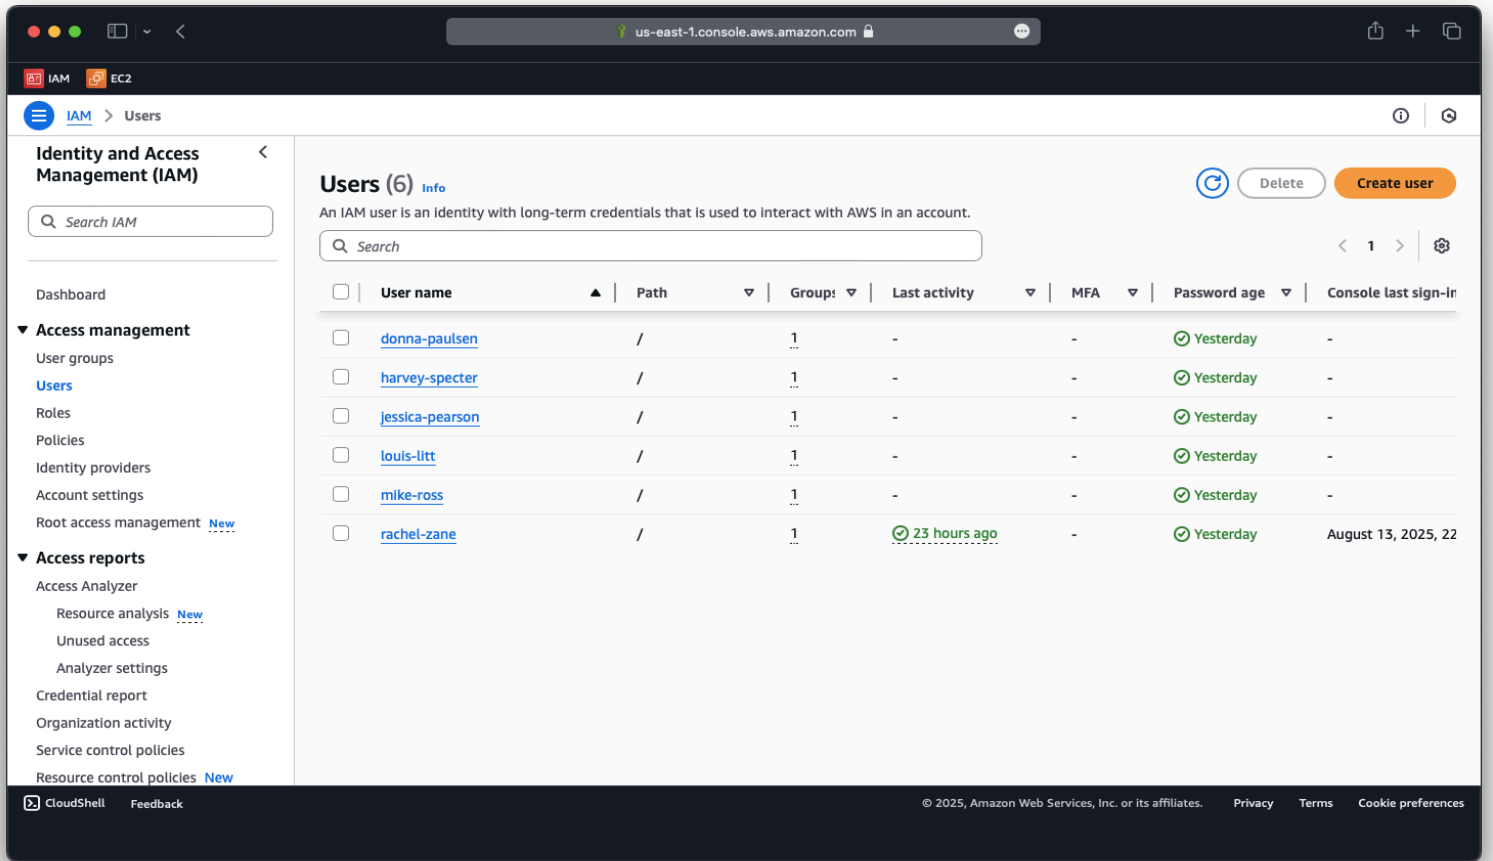 us-east-1.console.aws.amazon.com
IAM EC2
IAM > Users
Identity and Access
Management (IAM)
Search IAM
Dashboard
Access management
User groups
Users
Roles
Policies
Identity providers
Account settings
Root access management New
Access reports
Access Analyzer
Resource analysis New
Unused access
Analyzer settings
Credential report
Organization activity
Service control policies
Resource control policies New
Users (6) Info
Delete
Create user
An IAM user is an identity with long-term credentials that is used to interact with AWS in an account.
Search
1
User name Path Groups Last activity MFA Password age Console last sign-in
donna-paulsen / 1 - - Yesterday -
harvey-specter / 1 - - Yesterday -
jessica-pearson / 1 - - Yesterday -
louis-litt / 1 - - Yesterday -
mike-ross / 1 - - Yesterday -
rachel-zane / 1 23 hours ago - Yesterday August 13, 2025, 22
CloudShell Feedback © 2025, Amazon Web Services, Inc. or its affiliates. Privacy Terms Cookie preferences